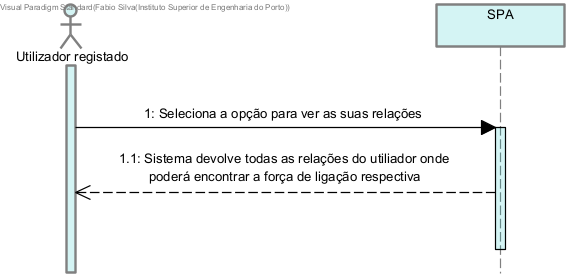 Visual Paradigm Standard(Fabio Silva(Instituto Superior de Engenharia do Porto))
SPA
Utilizador registado
1: Seleciona a opção para ver as suas relações
1.1: Sistema devolve todas as relações do utiliador onde
poderá encontrar a força de ligação respectiva